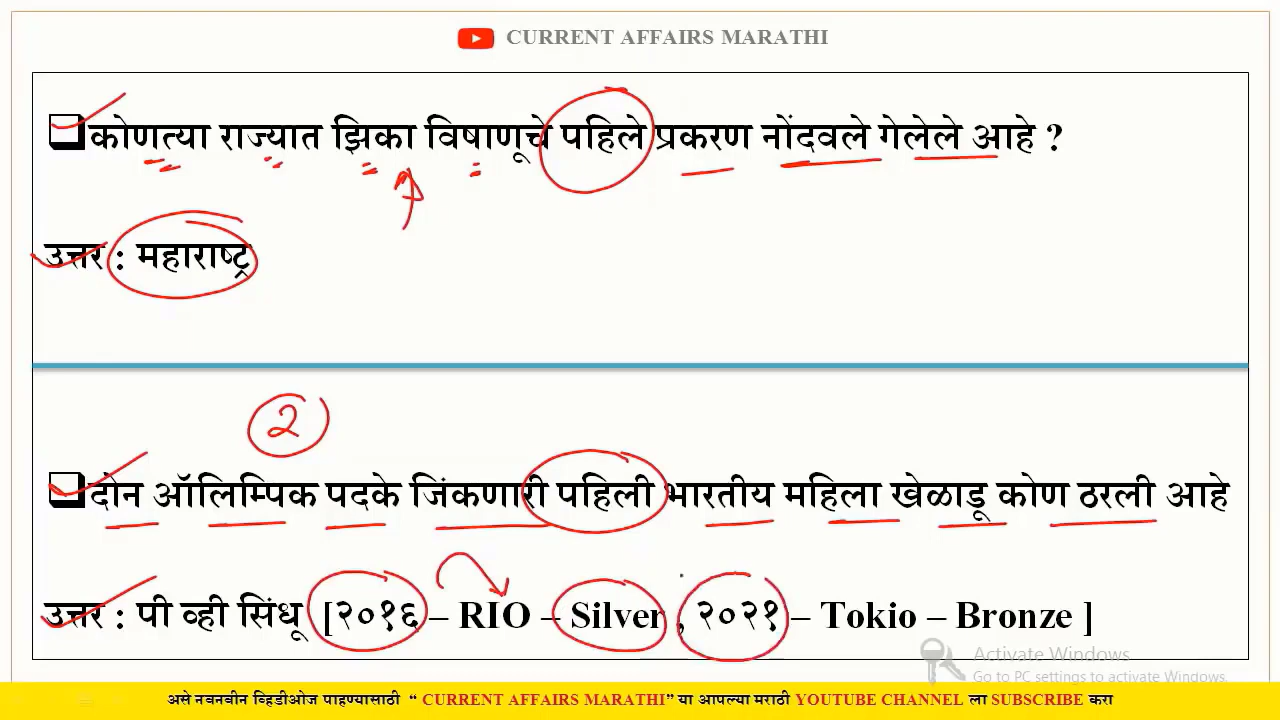 CURRENT AFFAIRS MARATHI
कोणत्या राज्यात झिका विषाणूचे पहिले प्रकरण नोंदवले गेलेले आहे ?
उत्तर : महाराष्ट्र
२
दोन ऑलिम्पिक पदके जिंकणारी पहिली भारतीय महिला खेळाडू कोण ठरली आहे
उत्तर : पी व्ही सिंधू [२०१६ – RIO – Silver , २०२१ – Tokio – Bronze ]
Activate Windows
Go to PC settings to activate Windows.
असे नवनवीन व्हिडीओज पाहण्यासाठी “ CURRENT AFFAIRS MARATHI” या आपल्या मराठी YOUTUBE CHANNEL ला SUBSCRIBE करा